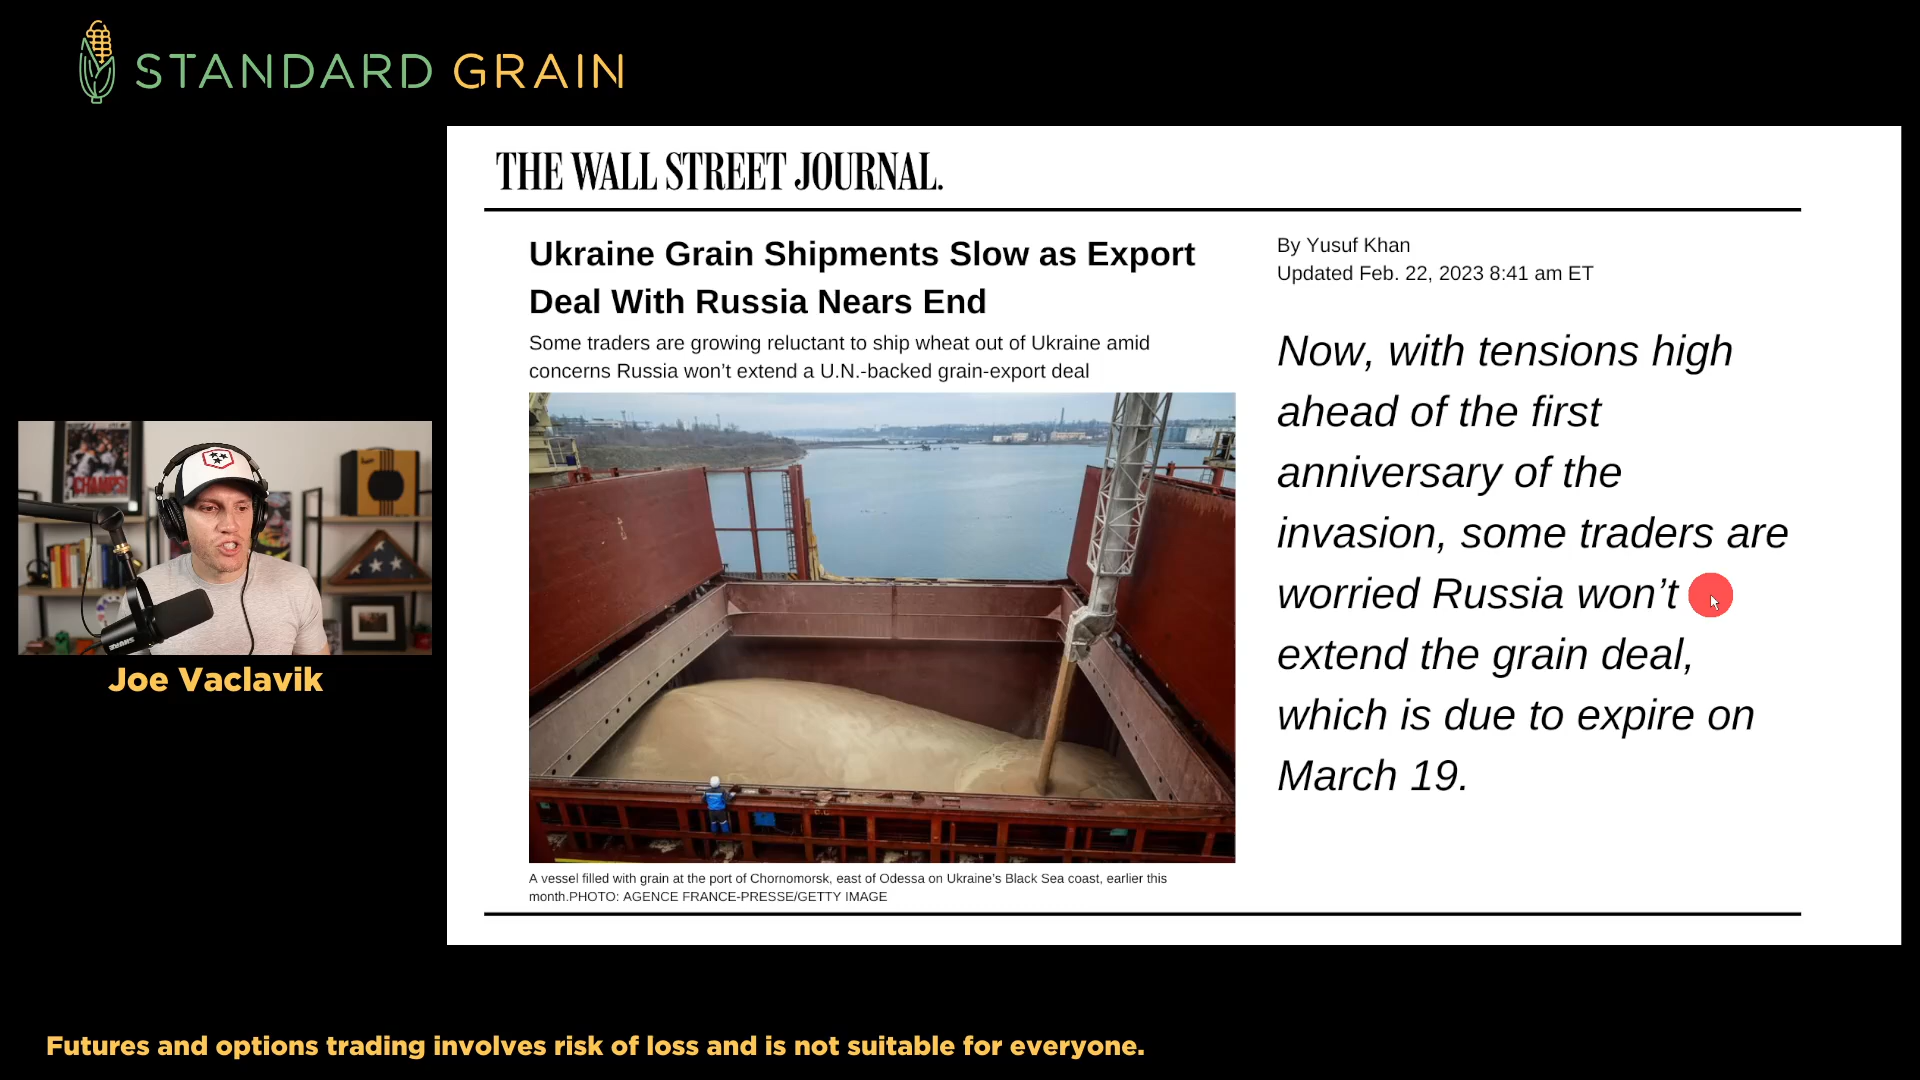 STANDARD GRAIN
THE WALL STREET JOURNAL.
Ukraine Grain Shipments Slow as Export
Deal With Russia Nears End
Some traders are growing reluctant to ship wheat out of Ukraine amid
concerns Russia won’t extend a U.N.-backed grain-export deal
A vessel filled with grain at the port of Chornomorsk, east of Odessa on Ukraine’s Black Sea coast, earlier this
month.PHOTO: AGENCE FRANCE-PRESSE/GETTY IMAGE
By Yusuf Khan
Updated Feb. 22, 2023 8:41 am ET
Now, with tensions high
ahead of the first
anniversary of the
invasion, some traders are
worried Russia won’t
extend the grain deal,
which is due to expire on
March 19.
CHAMPS!
SHURE
Joe Vaclavik
Futures and options trading involves risk of loss and is not suitable for everyone.